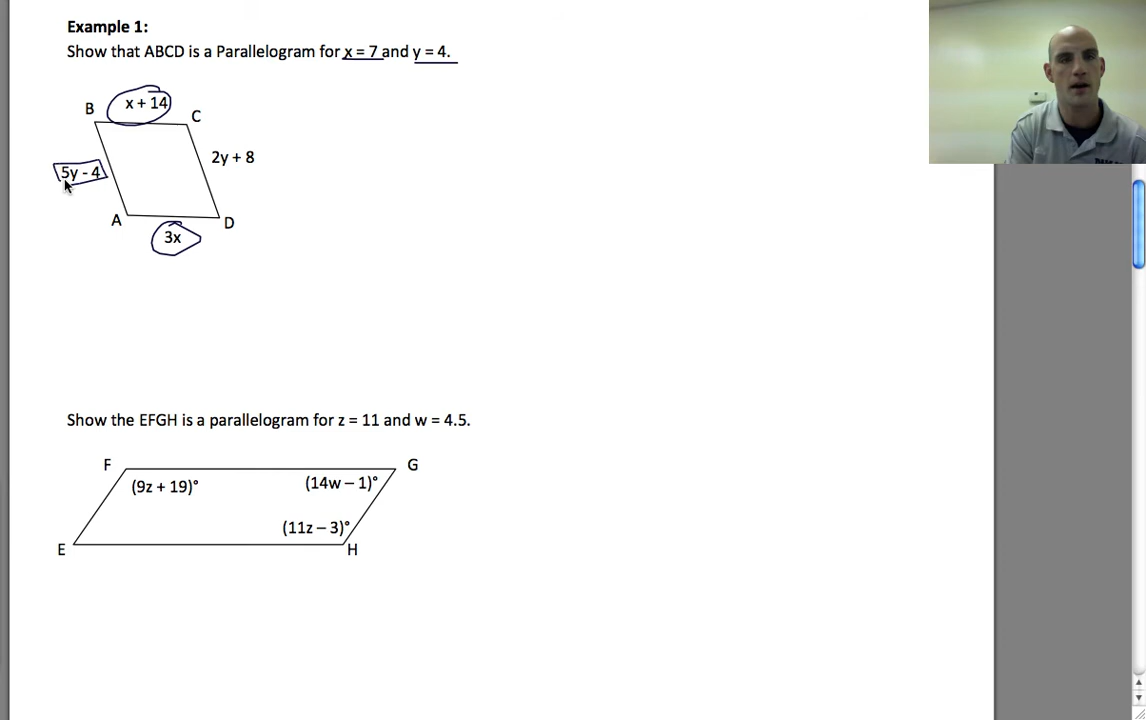 Example 1:
Show that ABCD is a Parallelogram for x = 7 and y = 4.
B x + 14 C
5y - 4 2y + 8
A D
3x
Show the EFGH is a parallelogram for z = 11 and w = 4.5.
F G
(9z + 19)° (14w – 1)°
(11z – 3)°
E H